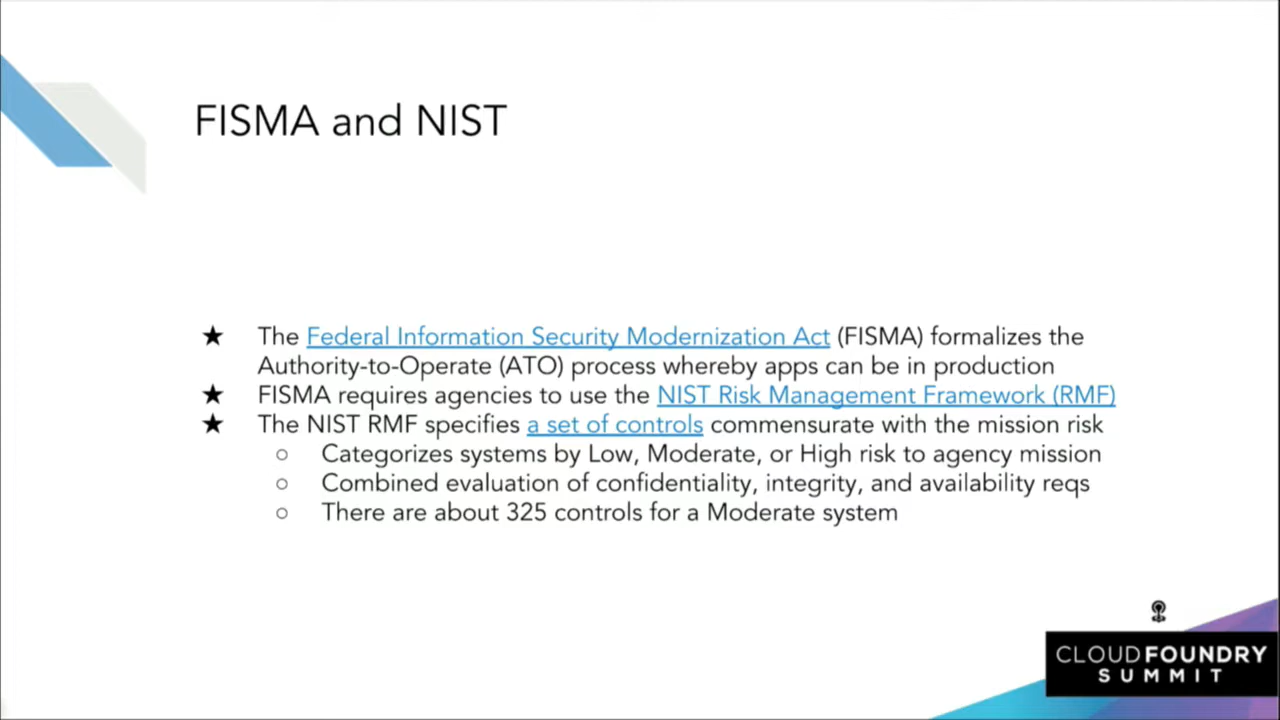 FISMA and NIST
★ The Federal Information Security Modernization Act (FISMA) formalizes the
Authority-to-Operate (ATO) process whereby apps can be in production
★ FISMA requires agencies to use the NIST Risk Management Framework (RMF)
★ The NIST RMF specifies a set of controls commensurate with the mission risk
○ Categorizes systems by Low, Moderate, or High risk to agency mission
○ Combined evaluation of confidentiality, integrity, and availability reqs
○ There are about 325 controls for a Moderate system
CLOUDFOUNDRY
SUMMIT